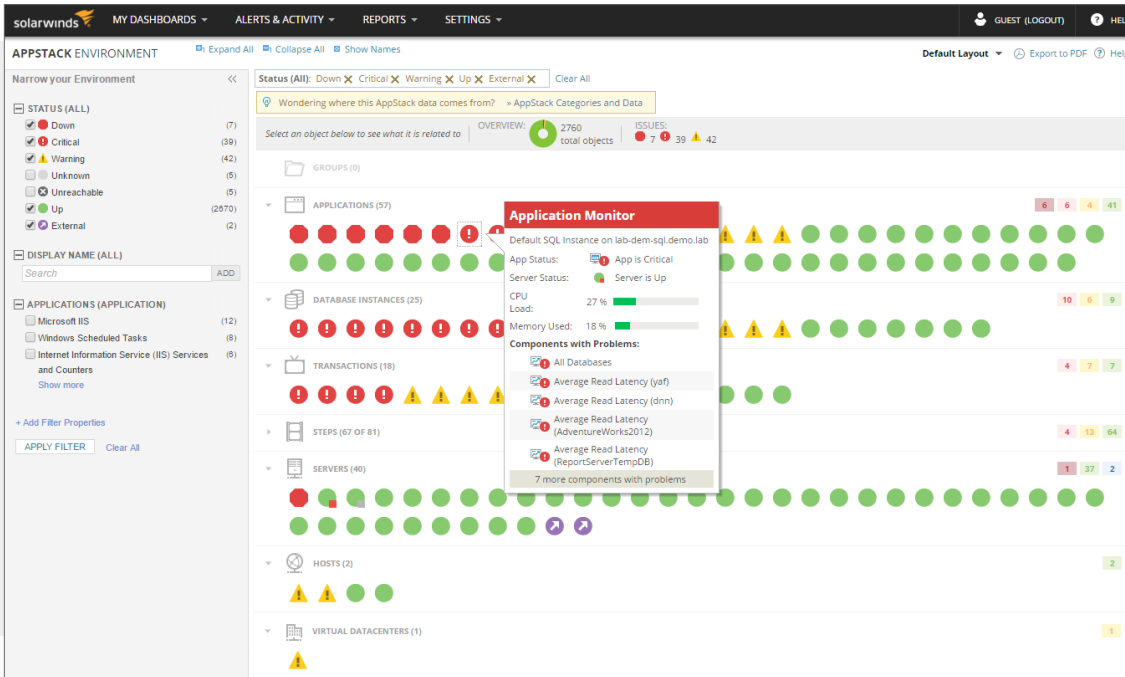 solarwinds MY DASHBOARDS ALERTS & ACTIVITY REPORTS SETTINGS GUEST (LOGOUT) ? HEL
APPSTACK ENVIRONMENT Expand All Collapse All Show Names Default Layout Export to PDF ? Help
Narrow your Environment <<
Status (All): Down Critical Warning Up External Clear All
Wondering where this AppStack data comes from? » AppStack Categories and Data
STATUS (ALL)
Down (7)
Critical (39)
Warning (42)
Unknown (5)
Unreachable (5)
Up (2670)
External (2)
DISPLAY NAME (ALL)
Search ADD
APPLICATIONS (APPLICATION)
Microsoft IIS (12)
Windows Scheduled Tasks (8)
Internet Information Service (IIS) Services (6)
and Counters
Show more
+ Add Filter Properties
APPLY FILTER Clear All
Select an object below to see what it is related to OVERVIEW: 2760 total objects ISSUES: 7 39 42
GROUPS (0)
APPLICATIONS (57) 6 6 4 41
DATABASE INSTANCES (25) 10 6 9
TRANSACTIONS (18) 4 7 7
STEPS (67 OF 81) 4 13 64
SERVERS (40) 1 37 2
HOSTS (2) 2
VIRTUAL DATACENTERS (1) 1
Application Monitor
Default SQL Instance on lab-dem-sql.demo.lab
App Status: App is Critical
Server Status: Server is Up
CPU
Load: 27 %
Memory Used: 18 %
Components with Problems:
All Databases
Average Read Latency (yaf)
Average Read Latency (dnn)
Average Read Latency
(AdventureWorks2012)
Average Read Latency
(ReportServerTempDB)
7 more components with problems